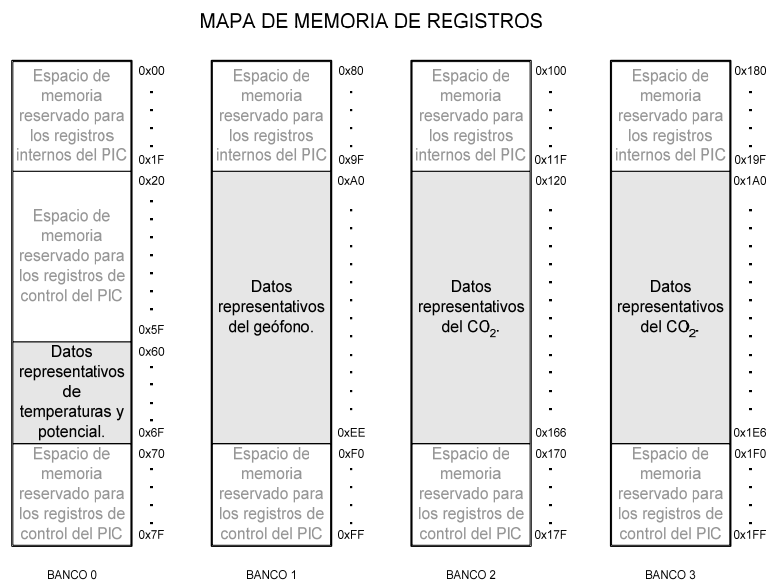 MAPA DE MEMORIA DE REGISTROS
Espacio de
memoria
reservado para
los registros
internos del PIC
0x00
0x1F
Espacio de
memoria
reservado para
los registros de
control del PIC
0x20
0x5F
Datos
representativos
de
temperaturas y
potencial.
0x60
0x6F
Espacio de
memoria
reservado para
los registros de
control del PIC
0x70
0x7F
BANCO 0
Espacio de
memoria
reservado para
los registros
internos del PIC
0x80
0x9F
Datos
representativos
del geófono.
0xA0
0xEE
Espacio de
memoria
reservado para
los registros de
control del PIC
0xF0
0xFF
BANCO 1
Espacio de
memoria
reservado para
los registros
internos del PIC
0x100
0x11F
Datos
representativos
del CO₂.
0x120
0x166
Espacio de
memoria
reservado para
los registros de
control del PIC
0x170
0x17F
BANCO 2
Espacio de
memoria
reservado para
los registros
internos del PIC
0x180
0x19F
Datos
representativos
del CO₂.
0x1A0
0x1E6
Espacio de
memoria
reservado para
los registros de
control del PIC
0x1F0
0x1FF
BANCO 3